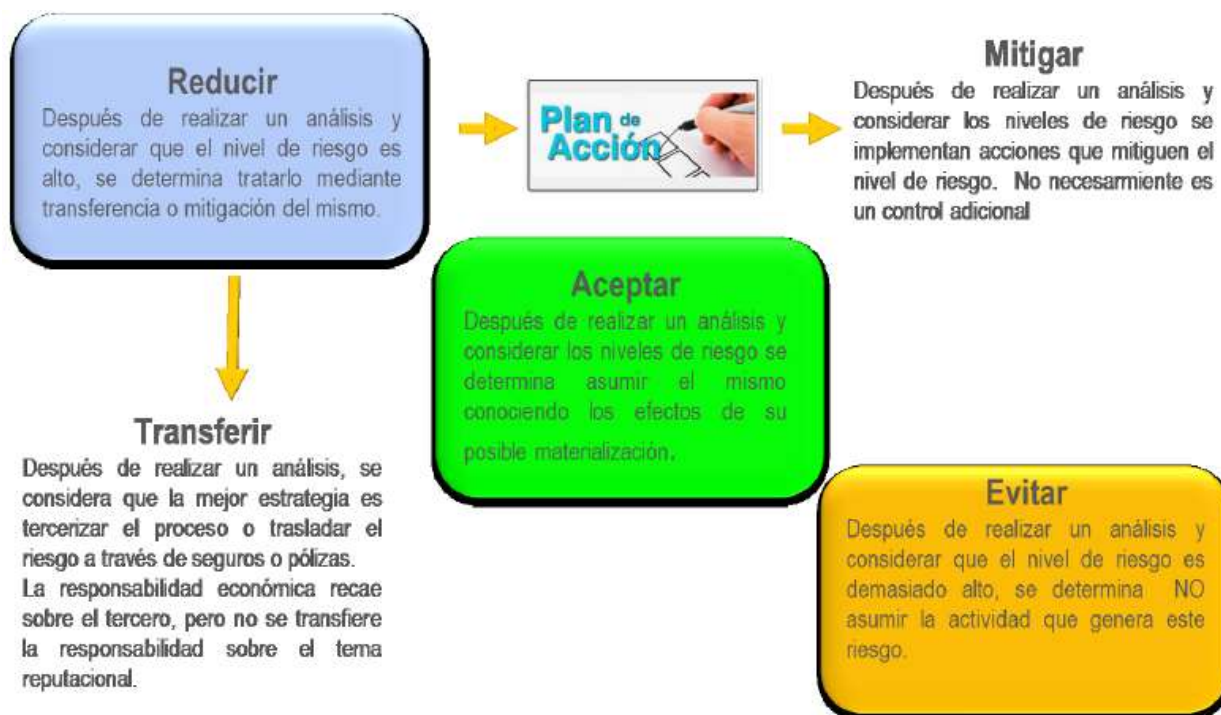 Reducir
Después de realizar un análisis y
considerar que el nivel de riesgo es
alto, se determina tratarlo mediante
transferencia o mitigación del mismo.
Plan de
Acción
Mitigar
Después de realizar un análisis y
considerar los niveles de riesgo se
implementan acciones que mitiguen el
nivel de riesgo. No necesarmiente es
un control adicional
Aceptar
Después de realizar un análisis y
considerar los niveles de riesgo se
determina asumir el mismo
conociendo los efectos de su
posible materialización.
Transferir
Después de realizar un análisis, se
considera que la mejor estrategia es
tercerizar el proceso o trasladar el
riesgo a través de seguros o pólizas.
La responsabilidad económica recae
sobre el tercero, pero no se transfiere
la responsabilidad sobre el tema
reputacional.
Evitar
Después de realizar un análisis y
considerar que el nivel de riesgo es
demasiado alto, se determina NO
asumir la actividad que genera este
riesgo.